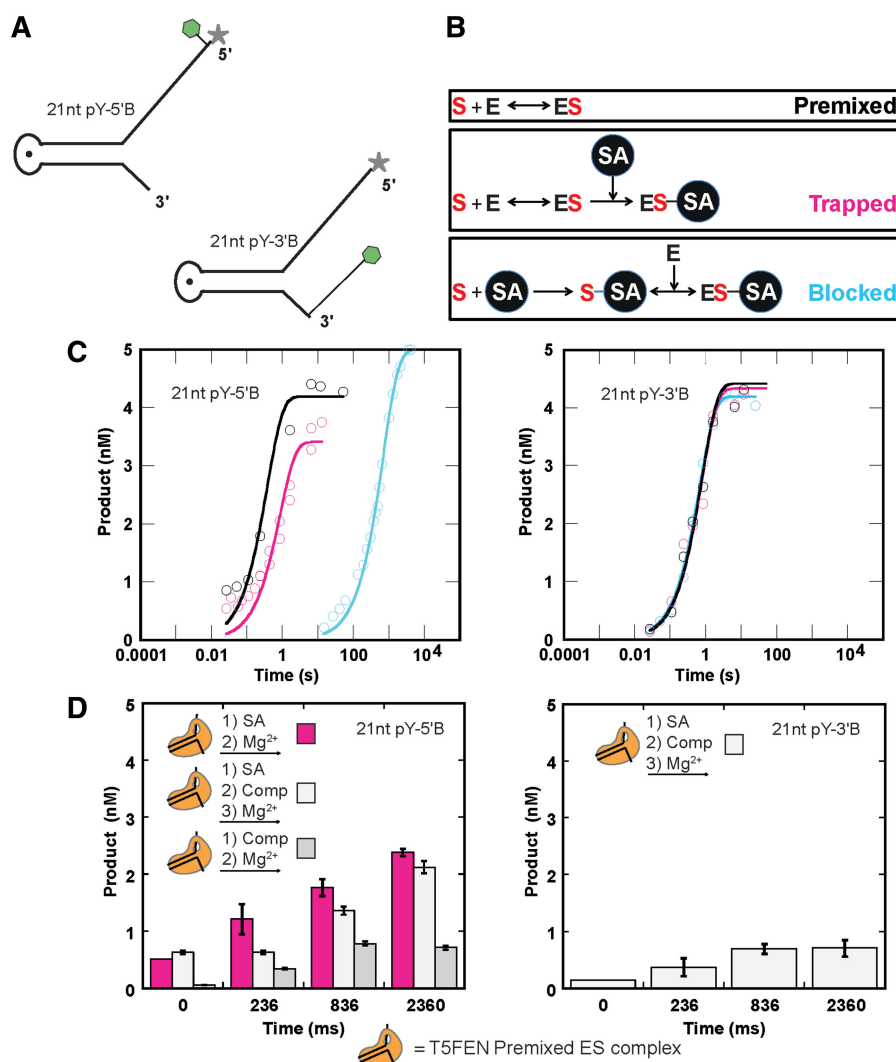 A
5'
21nt pY-5'B
3'
5'
21nt pY-3'B
3'
B
S + E ES Premixed
SA
S + E ES ES SA Trapped
E
S + SA S SA ES SA Blocked
C
5
4
3
2
1
0
Product (nM)
21nt pY-5'B
0.0001 0.01 1 100 10⁴
Time (s)
5
4
3
2
1
0
Product (nM)
21nt pY-3'B
0.0001 0.01 1 100 10⁴
Time (s)
D
5
4
3
2
1
0
Product (nM)
1) SA
2) Mg²⁺
1) SA
2) Comp
3) Mg²⁺
1) Comp
2) Mg²⁺
21nt pY-5'B
0 236 836 2360
Time (ms)
5
4
3
2
1
0
Product (nM)
1) SA
2) Comp
3) Mg²⁺
21nt pY-3'B
0 236 836 2360
Time (ms)
= T5FEN Premixed ES complex